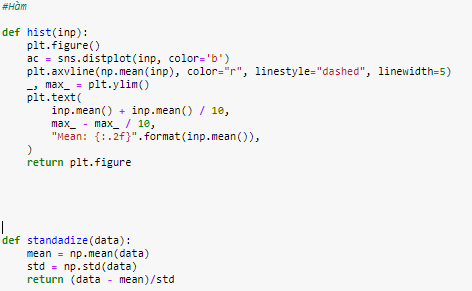 #Hàm
def hist(inp):
    plt.figure()
    ac = sns.distplot(inp, color='b')
    plt.axvline(np.mean(inp), color="r", linestyle="dashed", linewidth=5)
    _, max_ = plt.ylim()
    plt.text(
        inp.mean() + inp.mean() / 10,
        max_ - max_ / 10,
        "Mean: {:.2f}".format(inp.mean()),
    )
    return plt.figure
def standadize(data):
    mean = np.mean(data)
    std = np.std(data)
    return (data - mean)/std